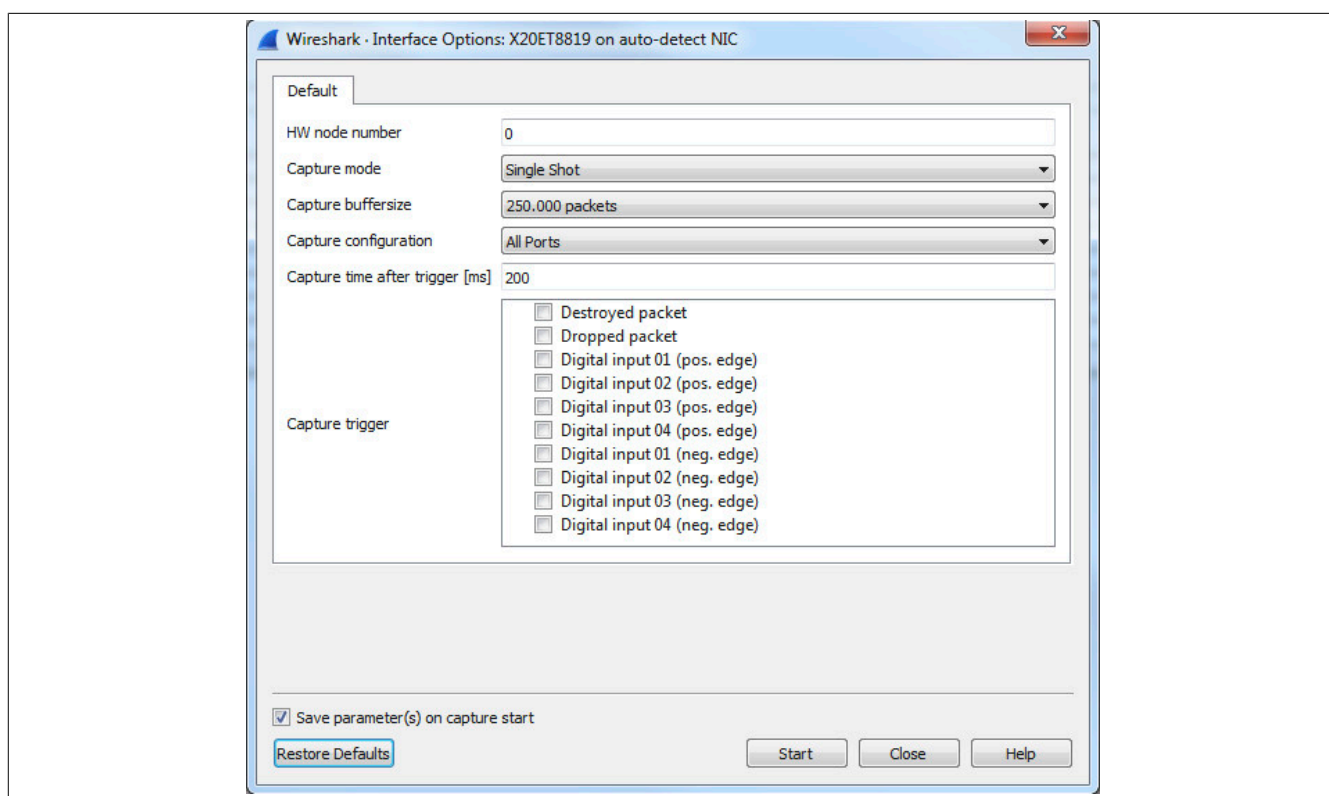 Wireshark · Interface Options: X20ET8819 on auto-detect NIC
Default
HW node number 0
Capture mode Single Shot
Capture buffersize 250.000 packets
Capture configuration All Ports
Capture time after trigger [ms] 200
Capture trigger
Destroyed packet
Dropped packet
Digital input 01 (pos. edge)
Digital input 02 (pos. edge)
Digital input 03 (pos. edge)
Digital input 04 (pos. edge)
Digital input 01 (neg. edge)
Digital input 02 (neg. edge)
Digital input 03 (neg. edge)
Digital input 04 (neg. edge)
Save parameter(s) on capture start
Restore Defaults Start Close Help